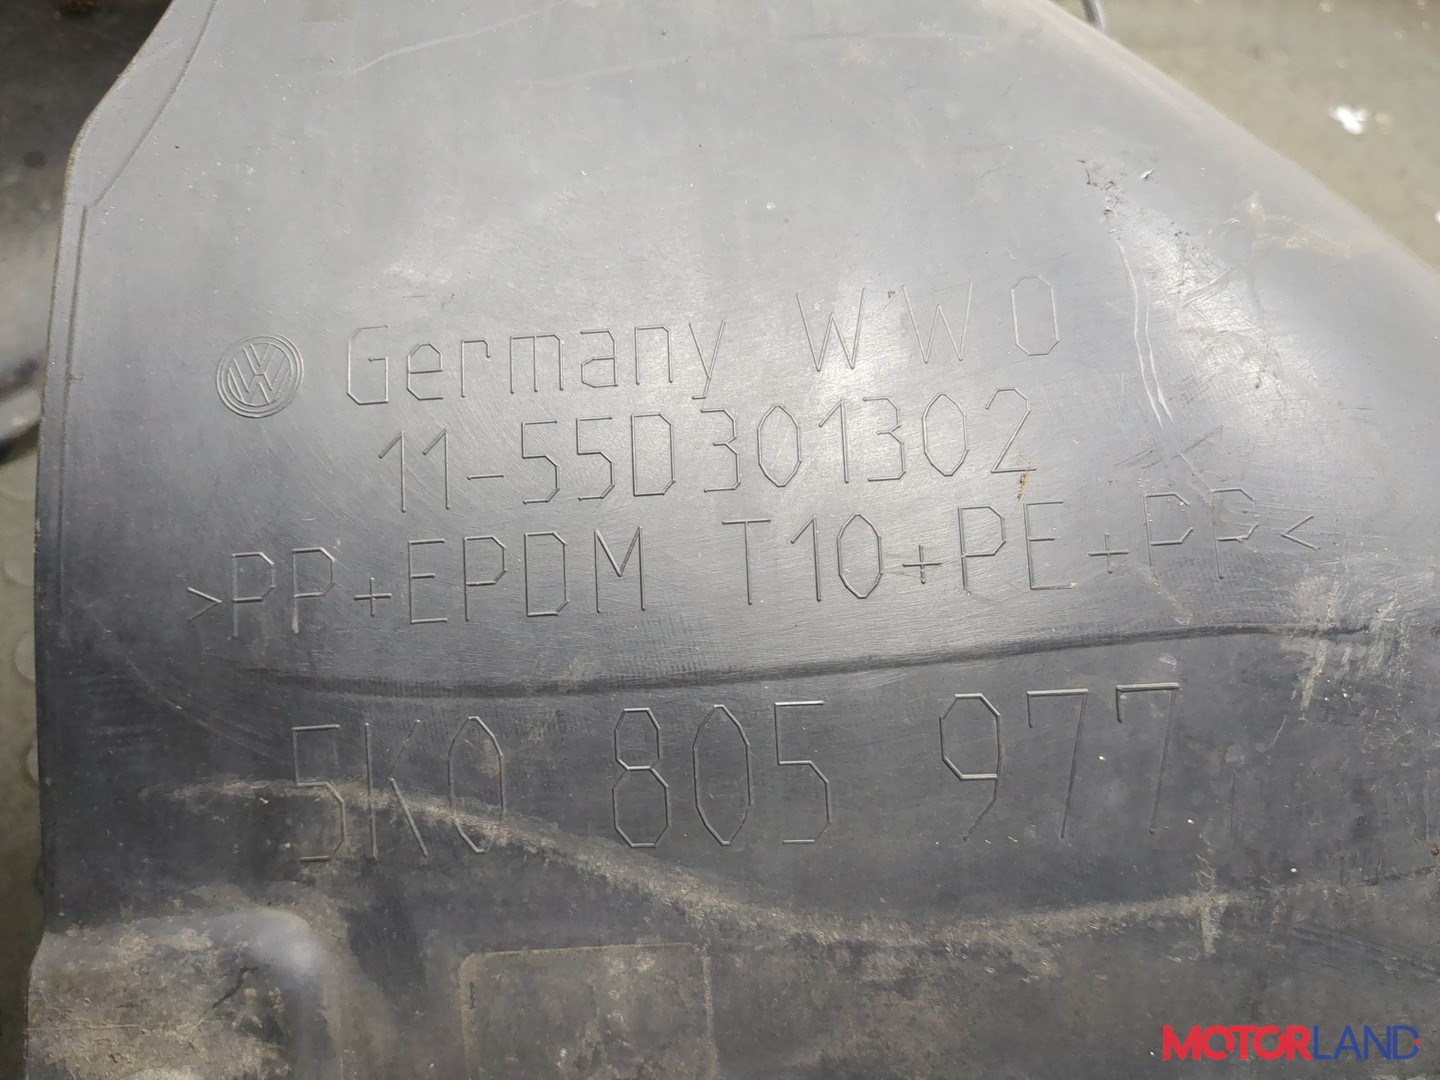 Germany WWO
11-55D301302
>PP+EPDM T10+PE+PP<
5K0 805 977
MOTORLAND